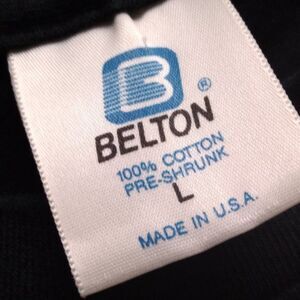 B
®
BELTON
100% COTTON
PRE-SHRUNK
L
MADE IN U.S.A.